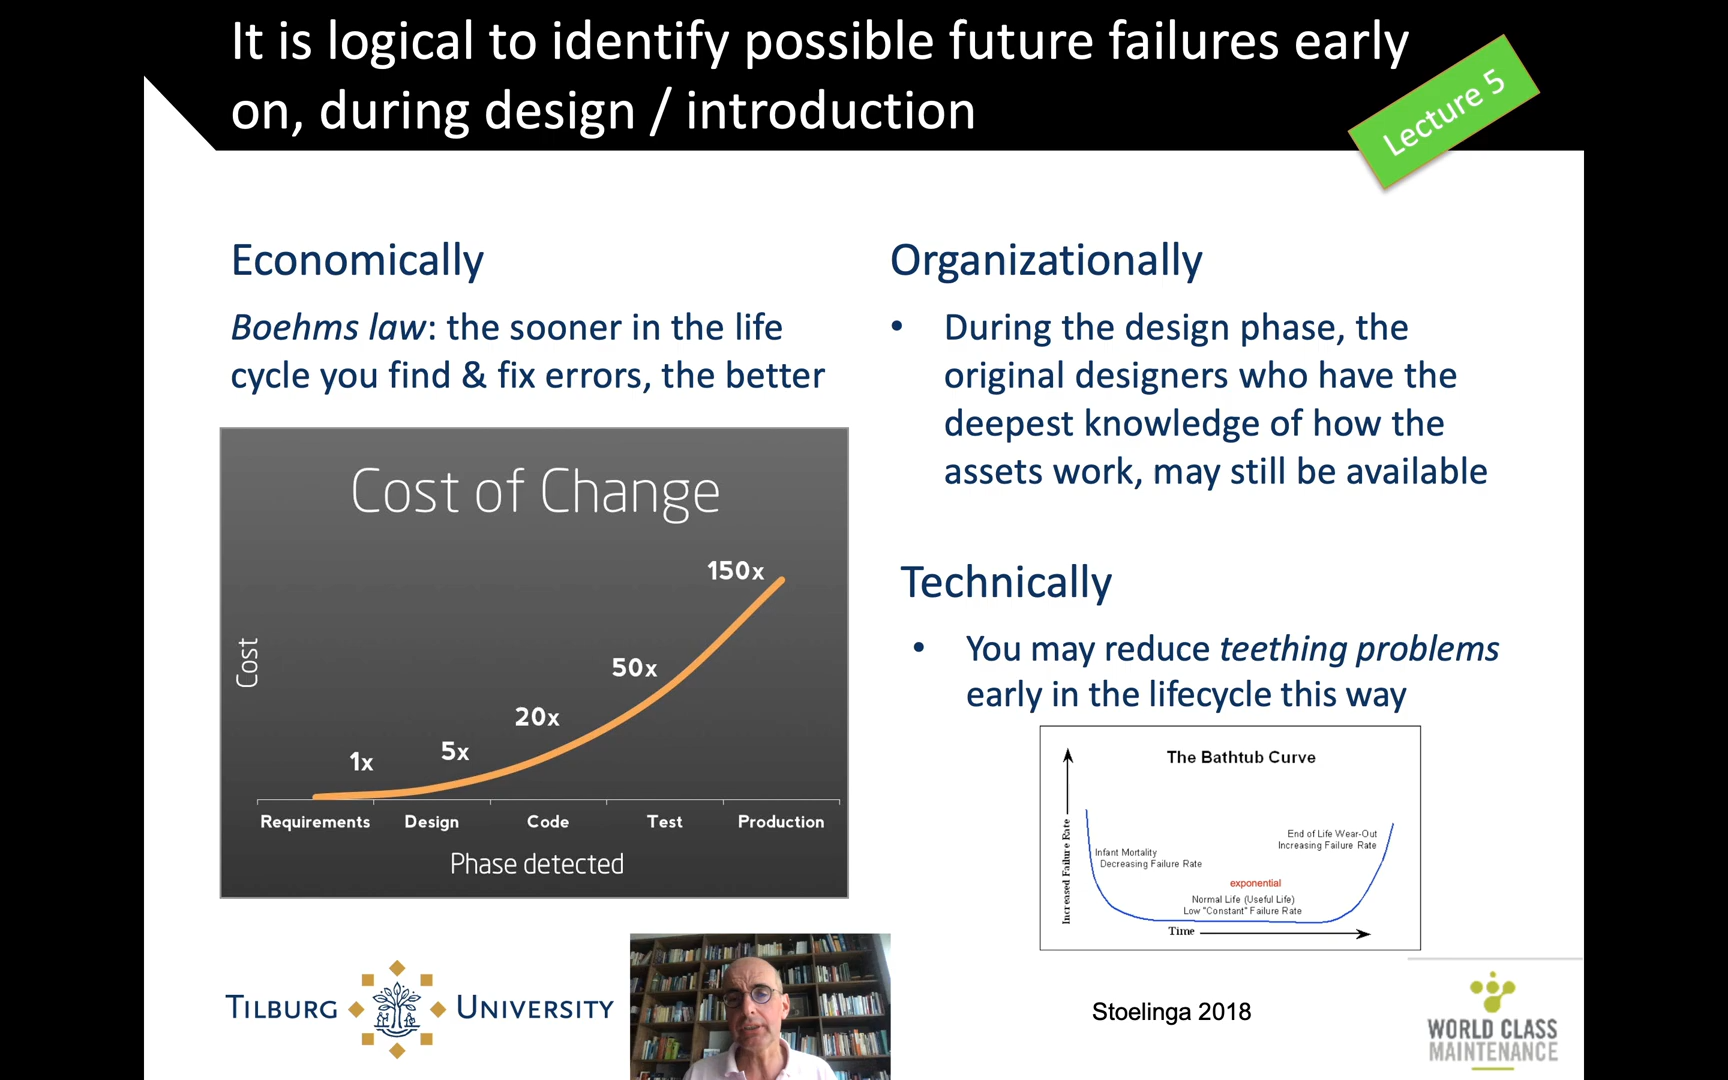 It is logical to identify possible future failures early
on, during design / introduction
Lecture 5
Economically
Boehms law: the sooner in the life
cycle you find & fix errors, the better
Cost of Change
150x
50x
20x
5x
1x
Cost
Requirements Design Code Test Production
Phase detected
Organizationally
• During the design phase, the
original designers who have the
deepest knowledge of how the
assets work, may still be available
Technically
• You may reduce teething problems
early in the lifecycle this way
The Bathtub Curve
Increased Failure Rate
Infant Mortality
Decreasing Failure Rate
End of Life Wear-Out
Increasing Failure Rate
exponential
Normal Life (Useful Life)
Low "Constant" Failure Rate
Time
TILBURG UNIVERSITY
Stoelinga 2018
WORLD CLASS
MAINTENANCE